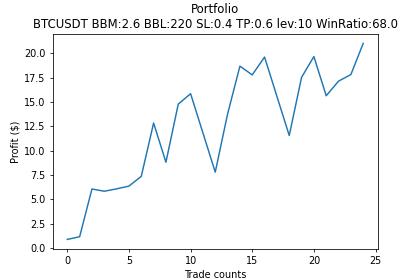 Portfolio
BTCUSDT BBM:2.6 BBL:220 SL:0.4 TP:0.6 lev:10 WinRatio:68.0
20.0
17.5
15.0
12.5
10.0
7.5
5.0
2.5
0.0
Profit ($)
0 5 10 15 20 25
Trade counts